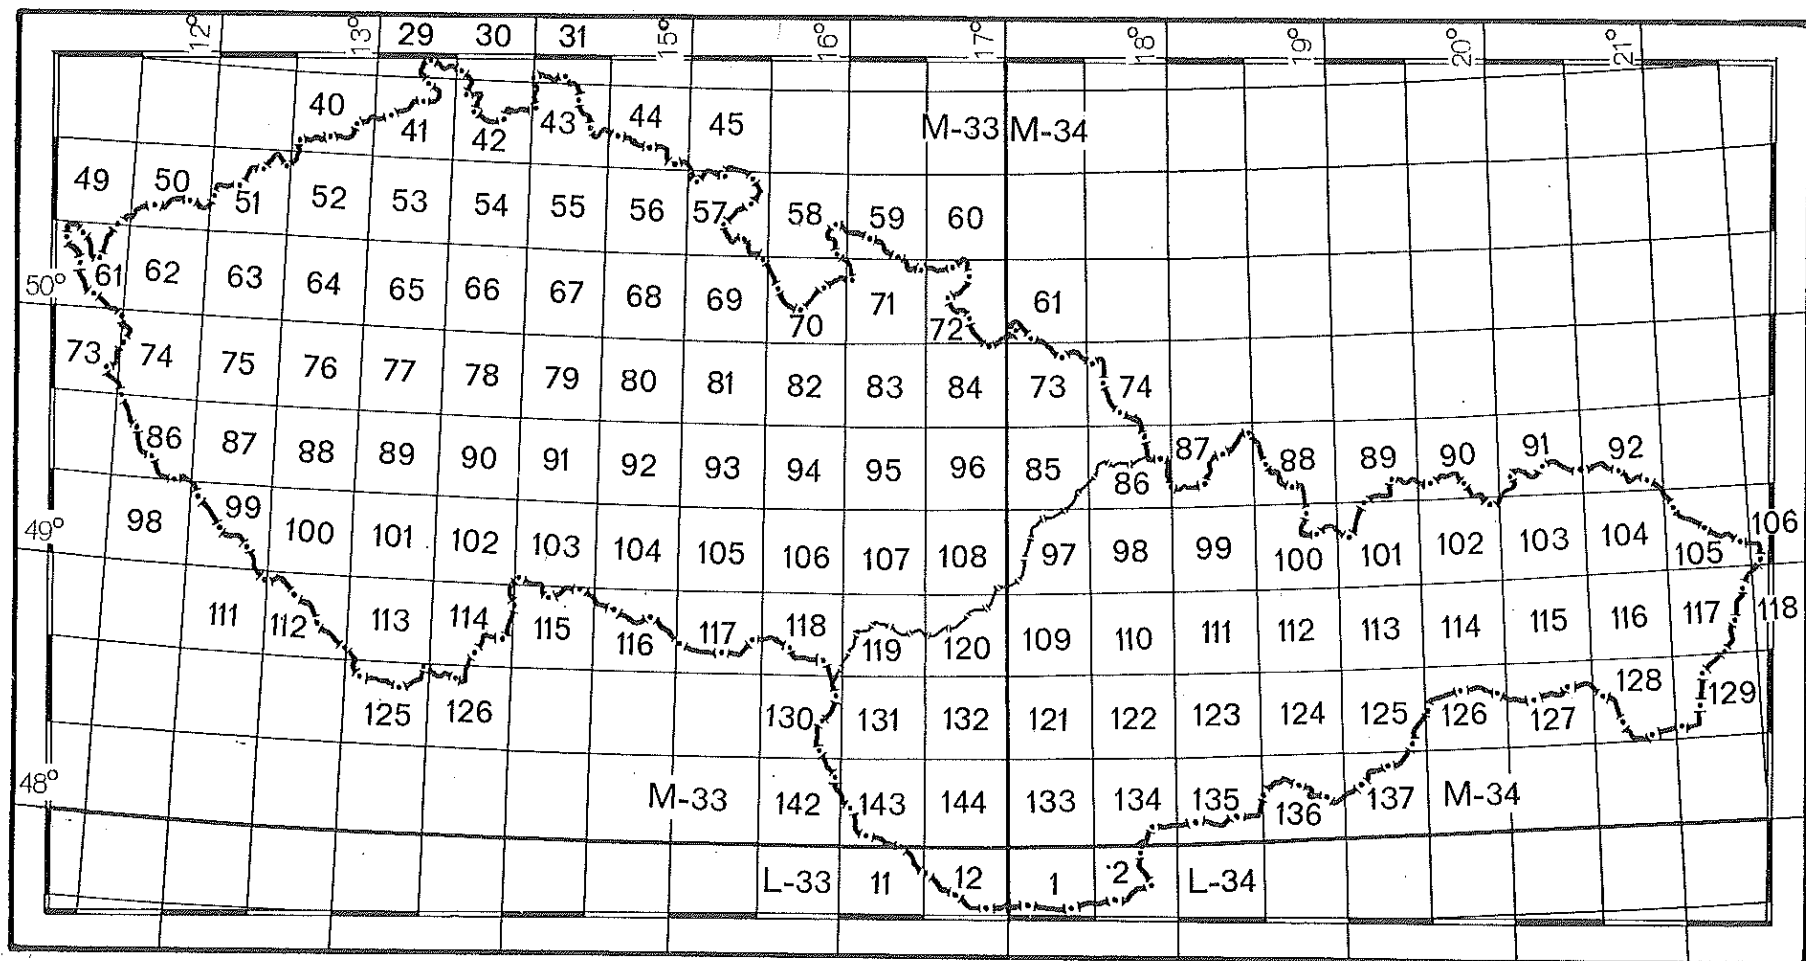 12° 13° 29 30 31 15° 16° 17° 18° 19° 20° 21°
40 41 42 43 44 45 M-33 M-34
49 50 51 52 53 54 55 56 57 58 59 60
50° 61 62 63 64 65 66 67 68 69 70 71 72 61
73 74 75 76 77 78 79 80 81 82 83 84 73 74
86 87 88 89 90 91 92 93 94 95 96 85 86 87 88 89 90 91 92
49° 98 99 100 101 102 103 104 105 106 107 108 97 98 99 100 101 102 103 104 105 106
111 112 113 114 115 116 117 118 119 120 109 110 111 112 113 114 115 116 117 118
125 126 130 131 132 121 122 123 124 125 126 127 128 129
48° M-33 142 143 144 133 134 135 136 137 M-34
L-33 11 12 1 2 L-34